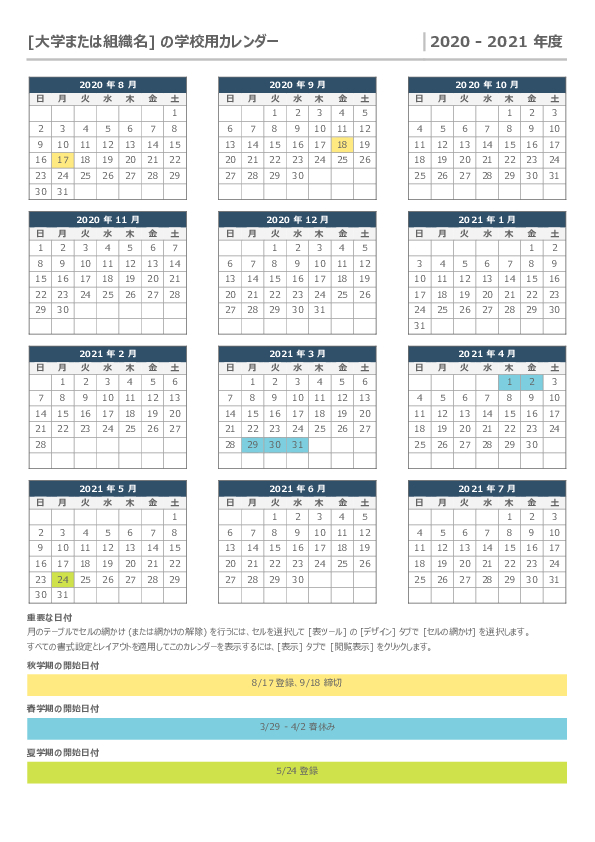 [大学または組織名] の学校用カレンダー
2020 - 2021 年度
2020 年 8 月
日 月 火 水 木 金 土
1
2 3 4 5 6 7 8
9 10 11 12 13 14 15
16 17 18 19 20 21 22
23 24 25 26 27 28 29
30 31
2020 年 9 月
日 月 火 水 木 金 土
1 2 3 4 5
6 7 8 9 10 11 12
13 14 15 16 17 18 19
20 21 22 23 24 25 26
27 28 29 30
2020 年 10 月
日 月 火 水 木 金 土
1 2 3
4 5 6 7 8 9 10
11 12 13 14 15 16 17
18 19 20 21 22 23 24
25 26 27 28 29 30 31
2020 年 11 月
日 月 火 水 木 金 土
1 2 3 4 5 6 7
8 9 10 11 12 13 14
15 16 17 18 19 20 21
22 23 24 25 26 27 28
29 30
2020 年 12 月
日 月 火 水 木 金 土
1 2 3 4 5
6 7 8 9 10 11 12
13 14 15 16 17 18 19
20 21 22 23 24 25 26
27 28 29 30 31
2021 年 1 月
日 月 火 水 木 金 土
1 2
3 4 5 6 7 8 9
10 11 12 13 14 15 16
17 18 19 20 21 22 23
24 25 26 27 28 29 30
31
2021 年 2 月
日 月 火 水 木 金 土
1 2 3 4 5 6
7 8 9 10 11 12 13
14 15 16 17 18 19 20
21 22 23 24 25 26 27
28
2021 年 3 月
日 月 火 水 木 金 土
1 2 3 4 5 6
7 8 9 10 11 12 13
14 15 16 17 18 19 20
21 22 23 24 25 26 27
28 29 30 31
2021 年 4 月
日 月 火 水 木 金 土
1 2 3
4 5 6 7 8 9 10
11 12 13 14 15 16 17
18 19 20 21 22 23 24
25 26 27 28 29 30
2021 年 5 月
日 月 火 水 木 金 土
1
2 3 4 5 6 7 8
9 10 11 12 13 14 15
16 17 18 19 20 21 22
23 24 25 26 27 28 29
30 31
2021 年 6 月
日 月 火 水 木 金 土
1 2 3 4 5
6 7 8 9 10 11 12
13 14 15 16 17 18 19
20 21 22 23 24 25 26
27 28 29 30
2021 年 7 月
日 月 火 水 木 金 土
1 2 3
4 5 6 7 8 9 10
11 12 13 14 15 16 17
18 19 20 21 22 23 24
25 26 27 28 29 30 31
重要な日付
月のテーブルでセルの網かけ (または網かけの解除) を行うには、セルを選択して [表ツール] の [デザイン] タブで [セルの網かけ] を選択します。
すべての書式設定とレイアウトを適用してこのカレンダーを表示するには、[表示] タブで [閲覧表示] をクリックします。
秋学期の開始日付
8/17 登録、9/18 締切
春学期の開始日付
3/29 - 4/2 春休み
夏学期の開始日付
5/24 登録